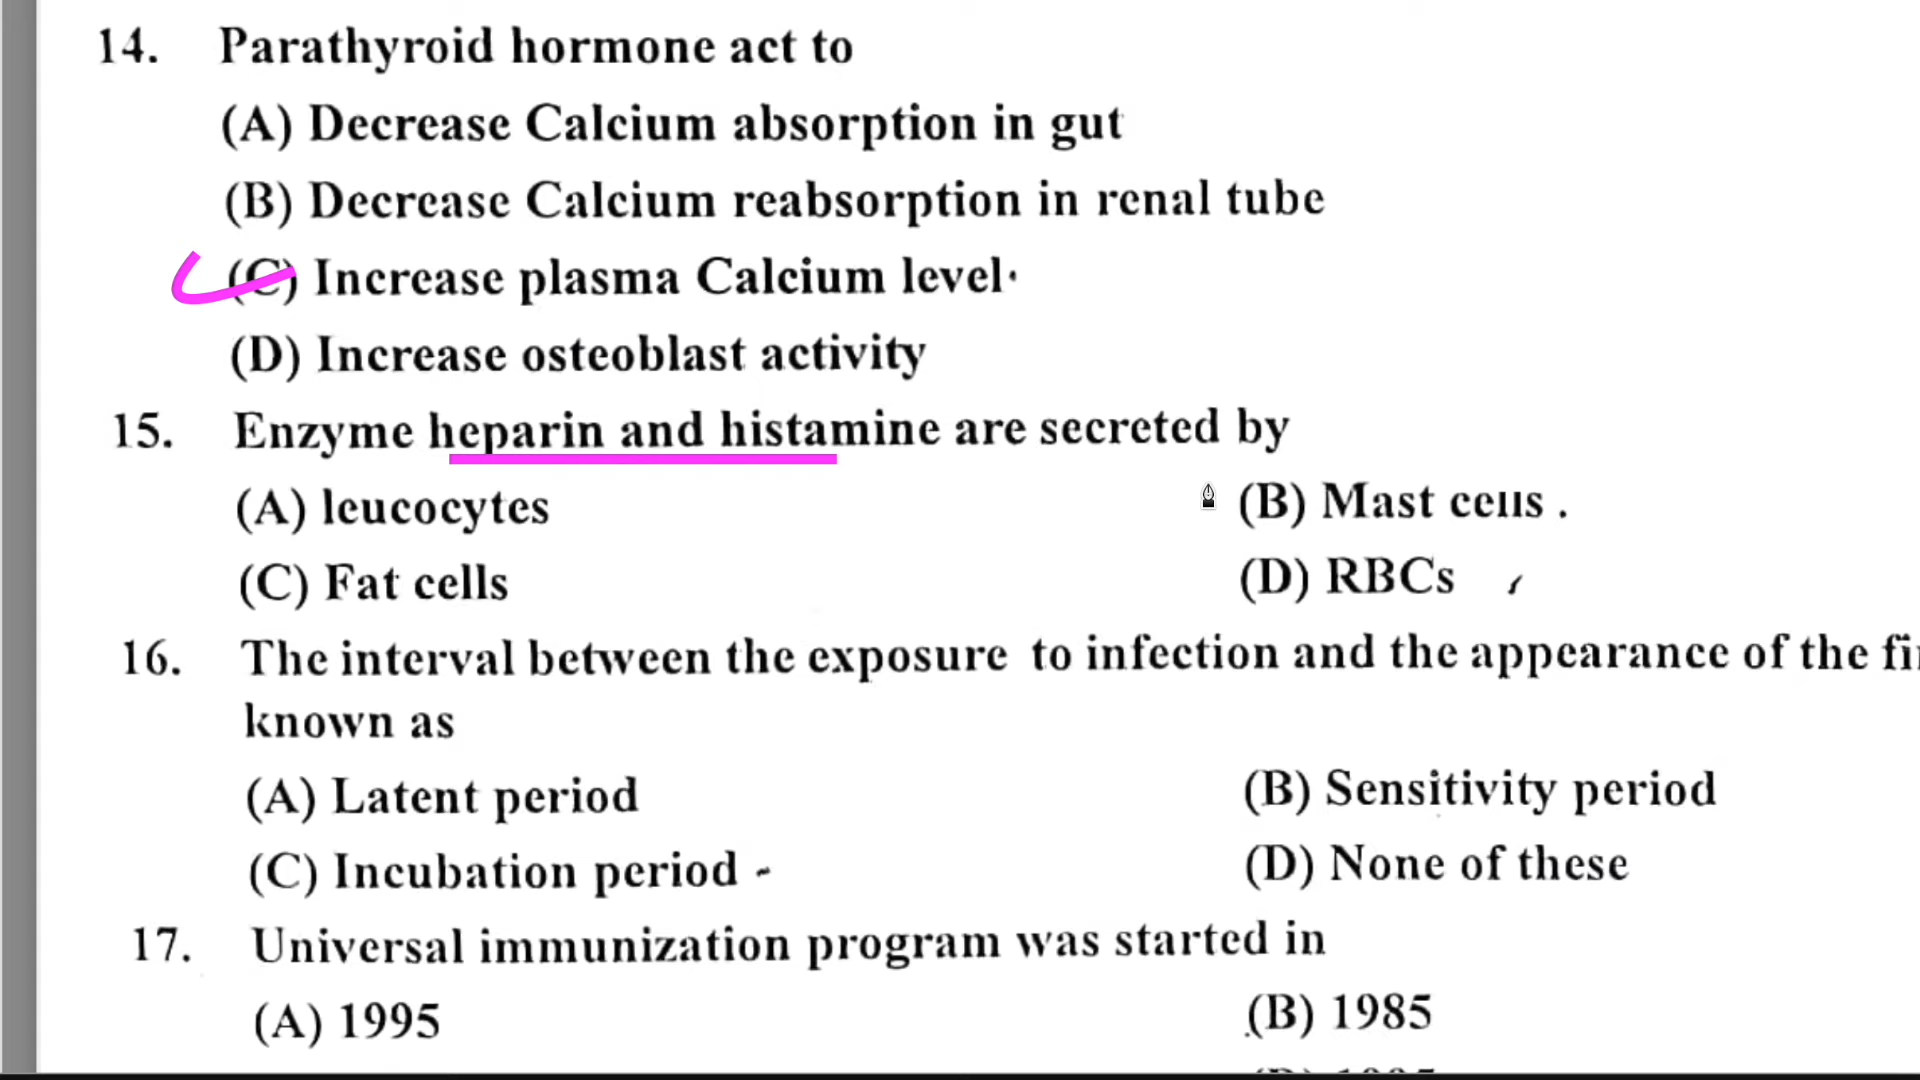 14. Parathyroid hormone act to
(A) Decrease Calcium absorption in gut
(B) Decrease Calcium reabsorption in renal tube
(C) Increase plasma Calcium level
(D) Increase osteoblast activity
15. Enzyme heparin and histamine are secreted by
(A) leucocytes (B) Mast cells .
(C) Fat cells (D) RBCs
16. The interval between the exposure to infection and the appearance of the
known as
(A) Latent period (B) Sensitivity period
(C) Incubation period (D) None of these
17. Universal immunization program was started in
(A) 1995 (B) 1985